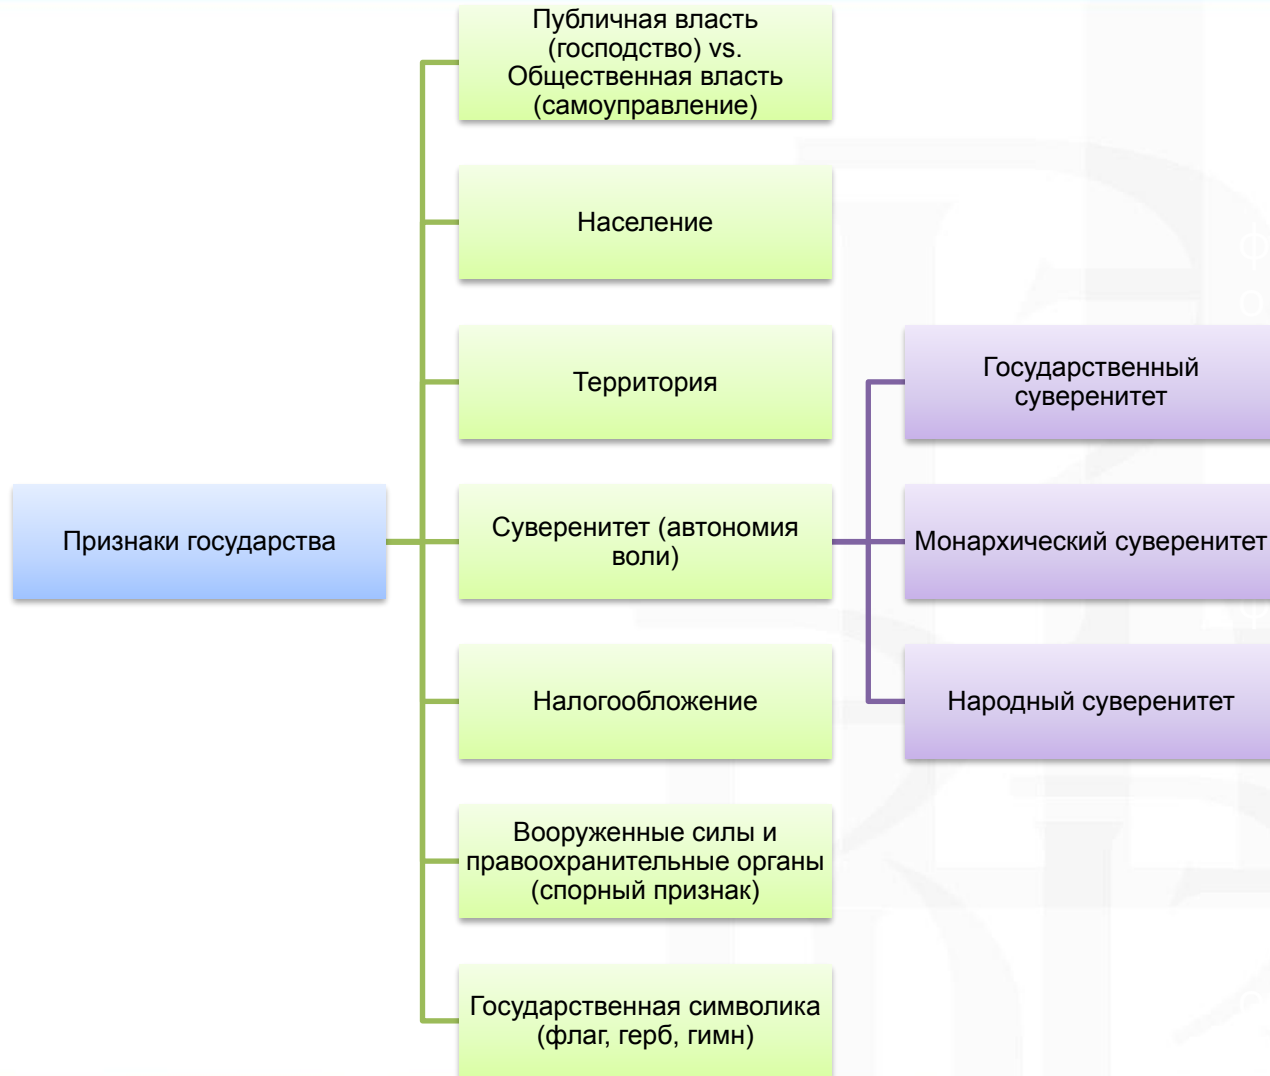 Публичная власть
(господство) vs.
Общественная власть
(самоуправление)
Население
Территория
Государственный
суверенитет
Признаки государства
Суверенитет (автономия
воли)
Монархический суверенитет
Налогообложение
Народный суверенитет
Вооруженные силы и
правоохранительные органы
(спорный признак)
Государственная символика
(флаг, герб, гимн)